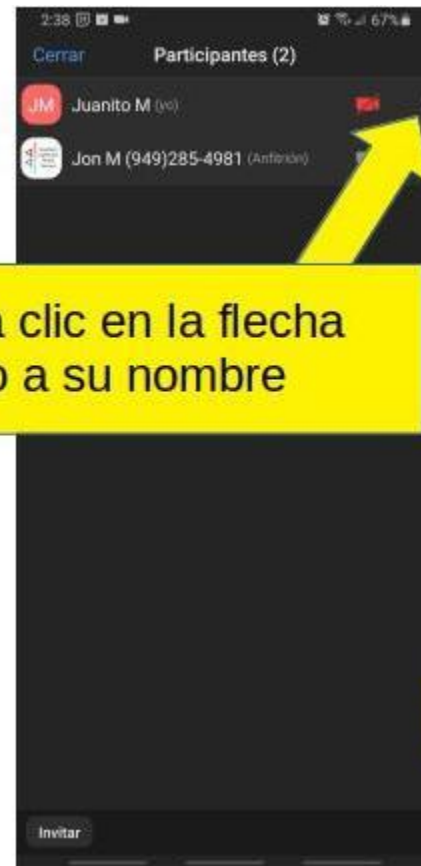 2:38 67%
Cerrar Participantes (2)
JM Juanito M (yo)
Jon M (949)285-4981 (Anfitrión)
clic en la flecha
a su nombre
Invitar